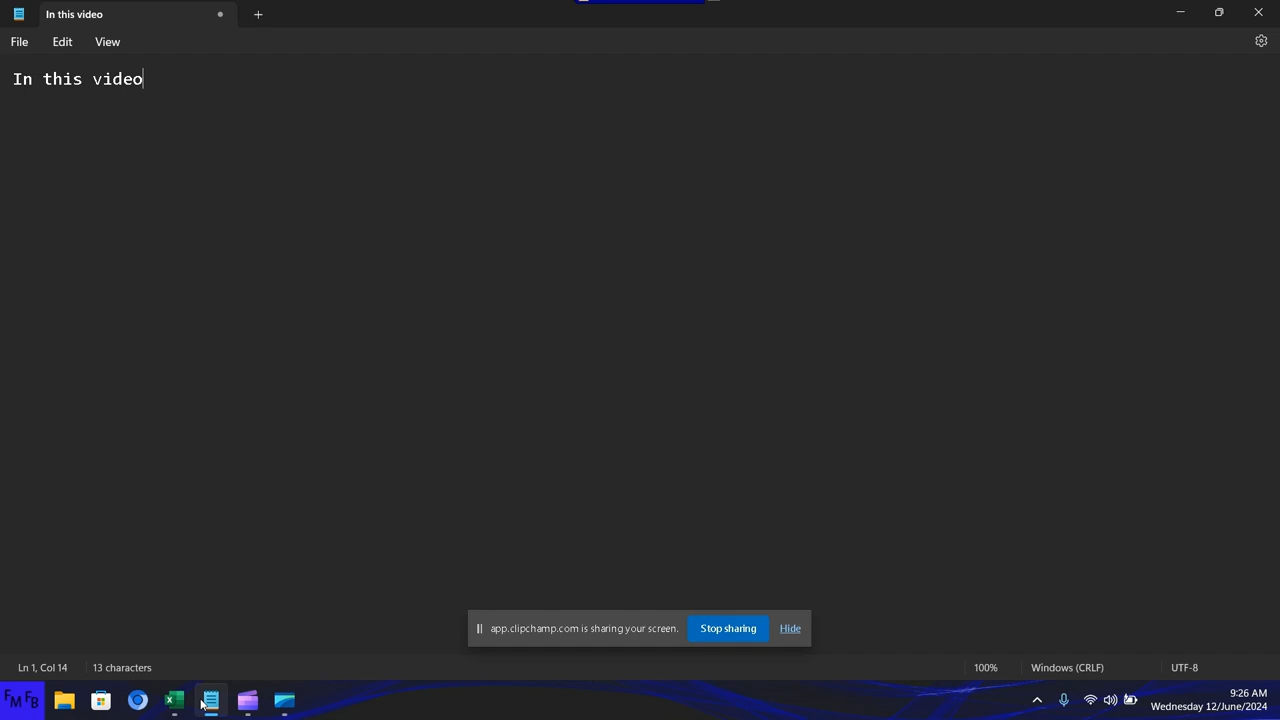 In this video
File Edit View
In this video
app.clipchamp.com is sharing your screen. Stop sharing Hide
Ln 1, Col 14 13 characters 100% Windows (CRLF) UTF-8
FMFB
9:26 AM
Wednesday 12/June/2024